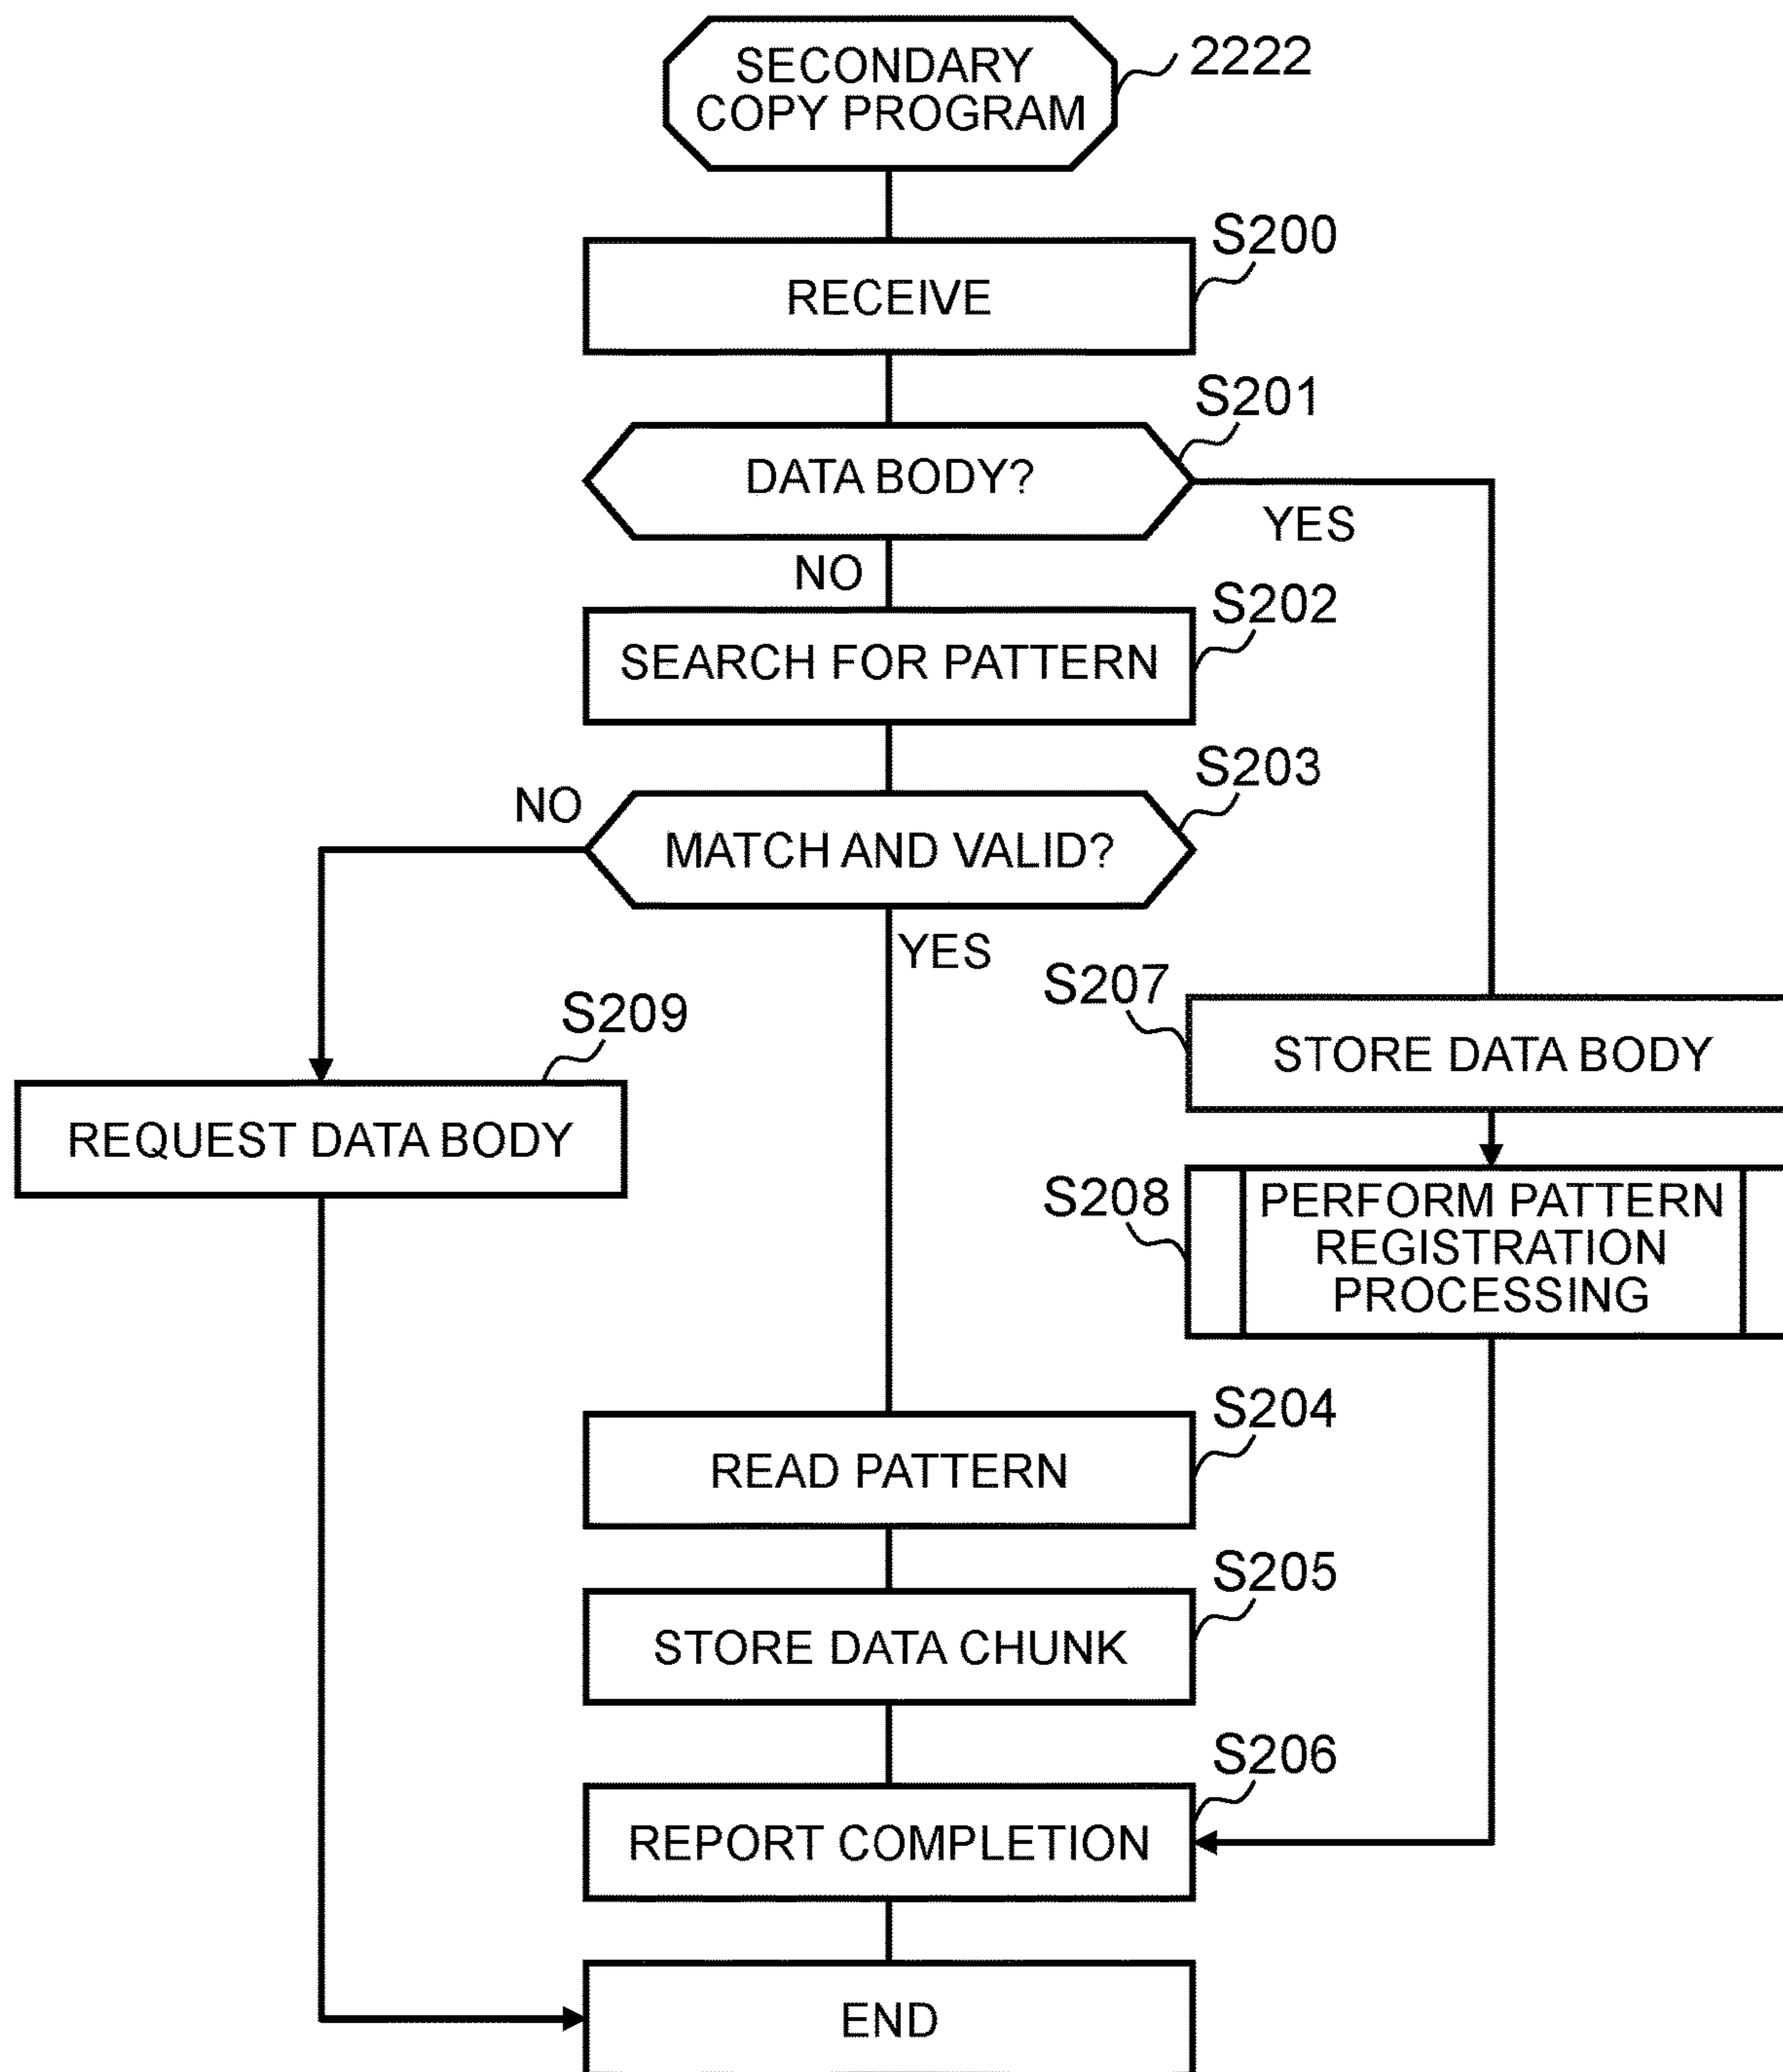 SECONDARY
COPY PROGRAM
2222
S200
RECEIVE
S201
DATA BODY?
YES
NO
S202
SEARCH FOR PATTERN
S203
NO
MATCH AND VALID?
YES
S207
STORE DATA BODY
S209
REQUEST DATA BODY
S208
PERFORM PATTERN
REGISTRATION
PROCESSING
S204
READ PATTERN
S205
STORE DATA CHUNK
S206
REPORT COMPLETION
END